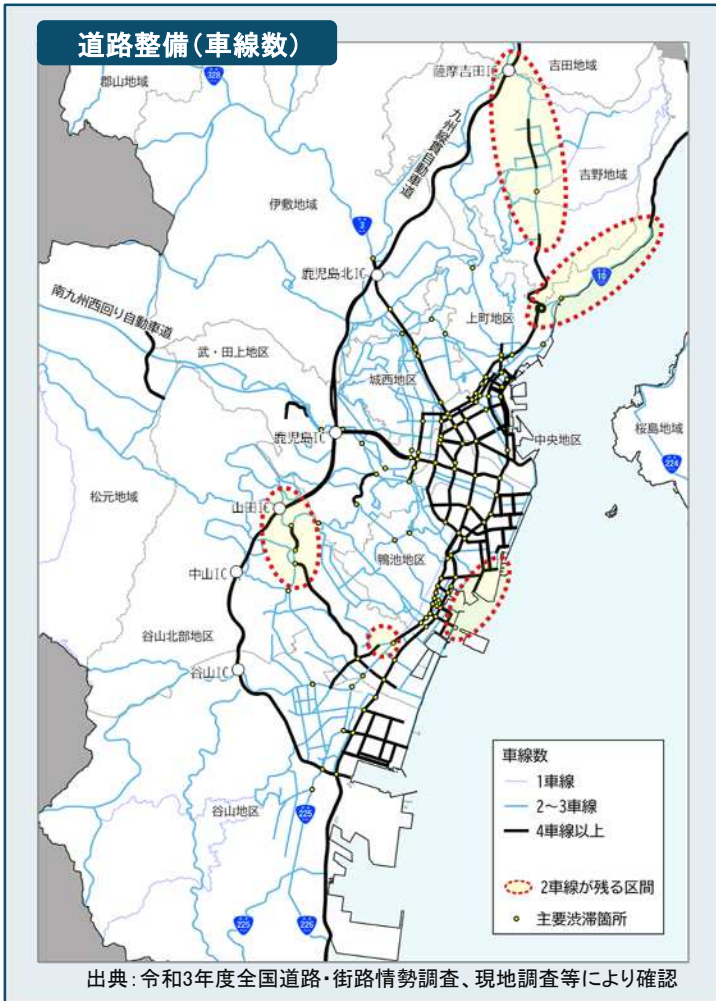 道路整備（車線数）
薩摩吉田IC
吉田地域
郡山地域
328
九州縦貫自動車道
吉野地域
伊敷地域
3
鹿児島北IC
10
南九州西回り自動車道
上町地区
武・田上地区
城西地区
鹿児島IC
中央地区
桜島地域
224
松元地域
山田IC
鴨池地区
中山IC
谷山北部地区
谷山IC
車線数
1車線
2～3車線
4車線以上
2車線が残る区間
主要渋滞箇所
谷山地区
225
225
226
出典：令和3年度全国道路・街路情勢調査、現地調査等により確認